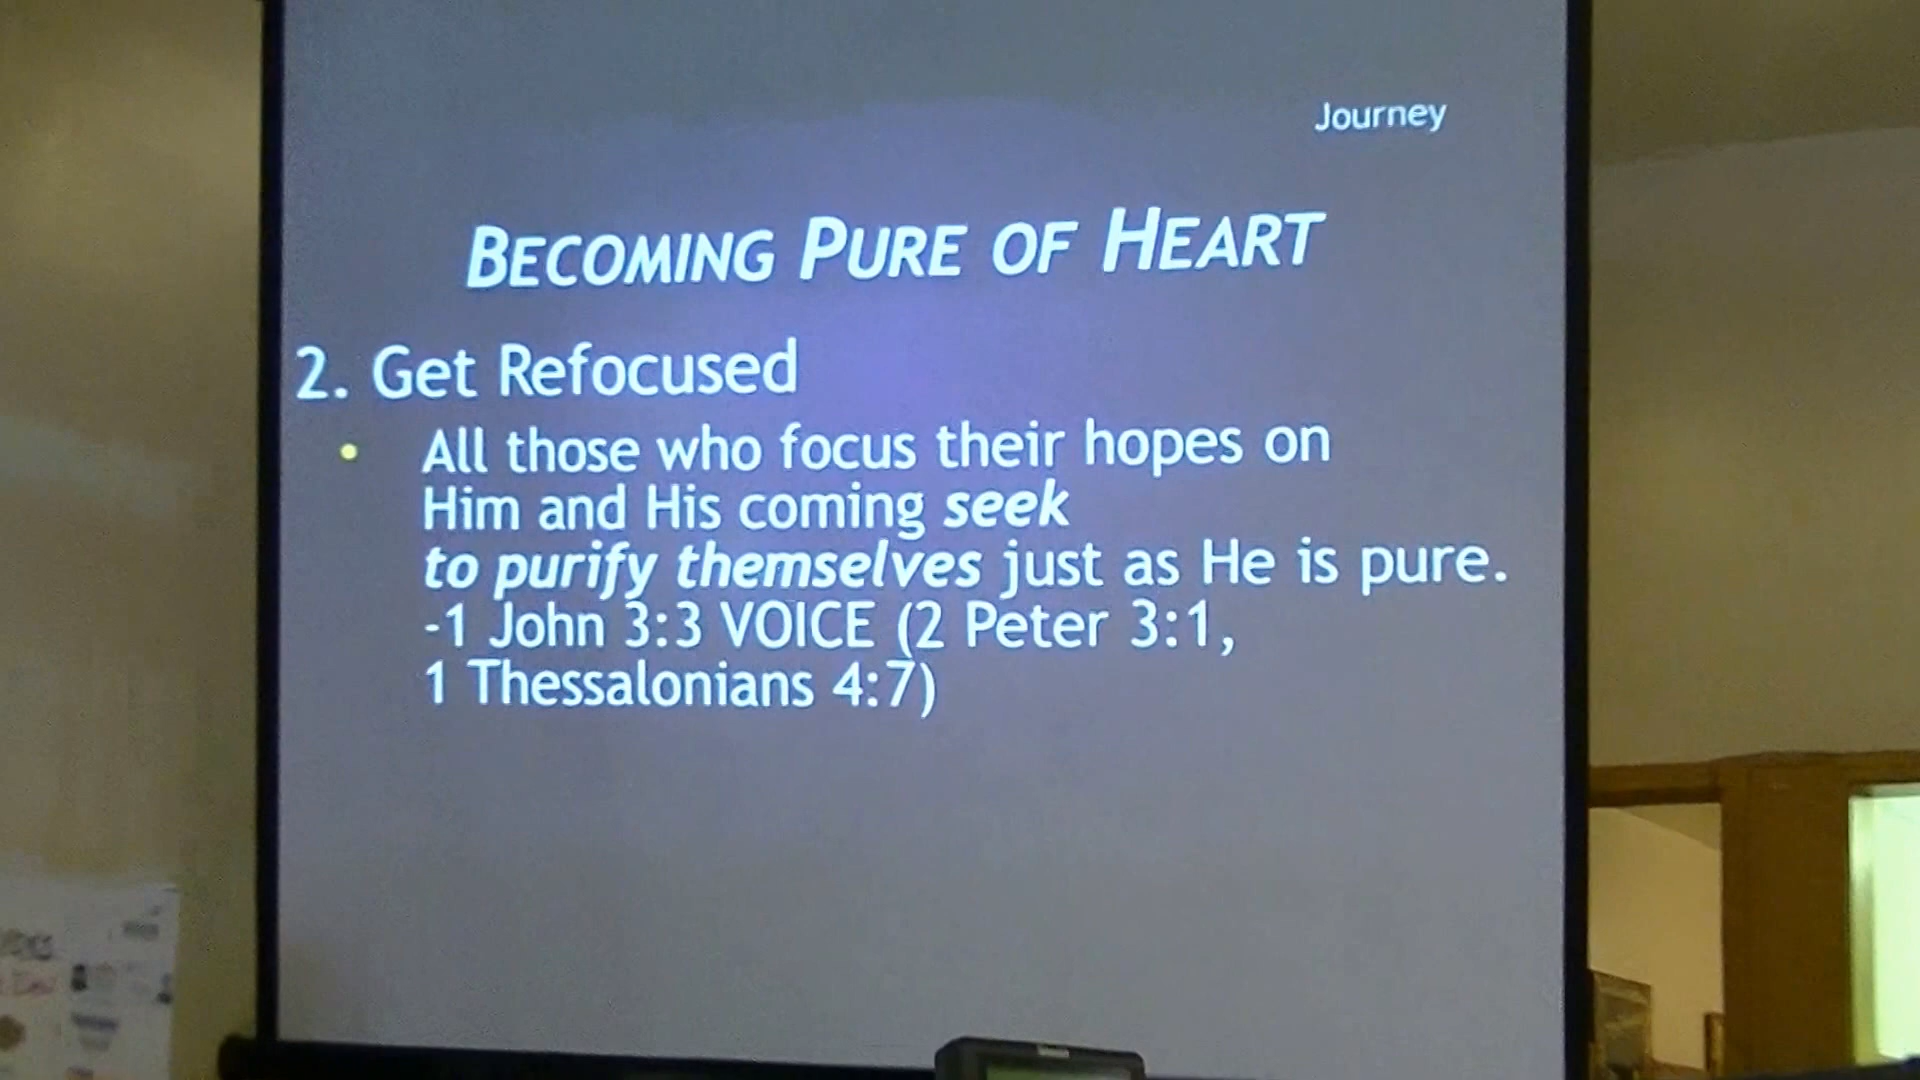 Journey
BECOMING PURE OF HEART
2. Get Refocused
• All those who focus their hopes on
Him and His coming seek
to purify themselves just as He is pure.
-1 John 3:3 VOICE (2 Peter 3:1,
1 Thessalonians 4:7)